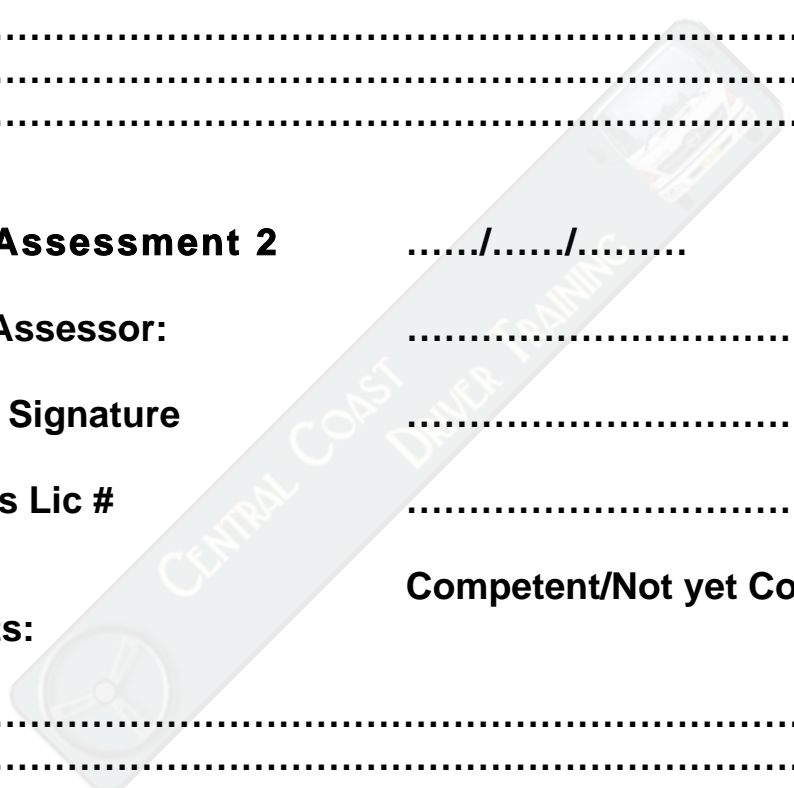 ..............................................................
..............................................................
..............................................................
Assessment 2 ....../....../.........
Assessor: ...............................
Signature ...............................
s Lic # ...............................
Competent/Not yet Co
s:
..............................................................
..............................................................
CENTRAL COAST
DRIVER TRAINING